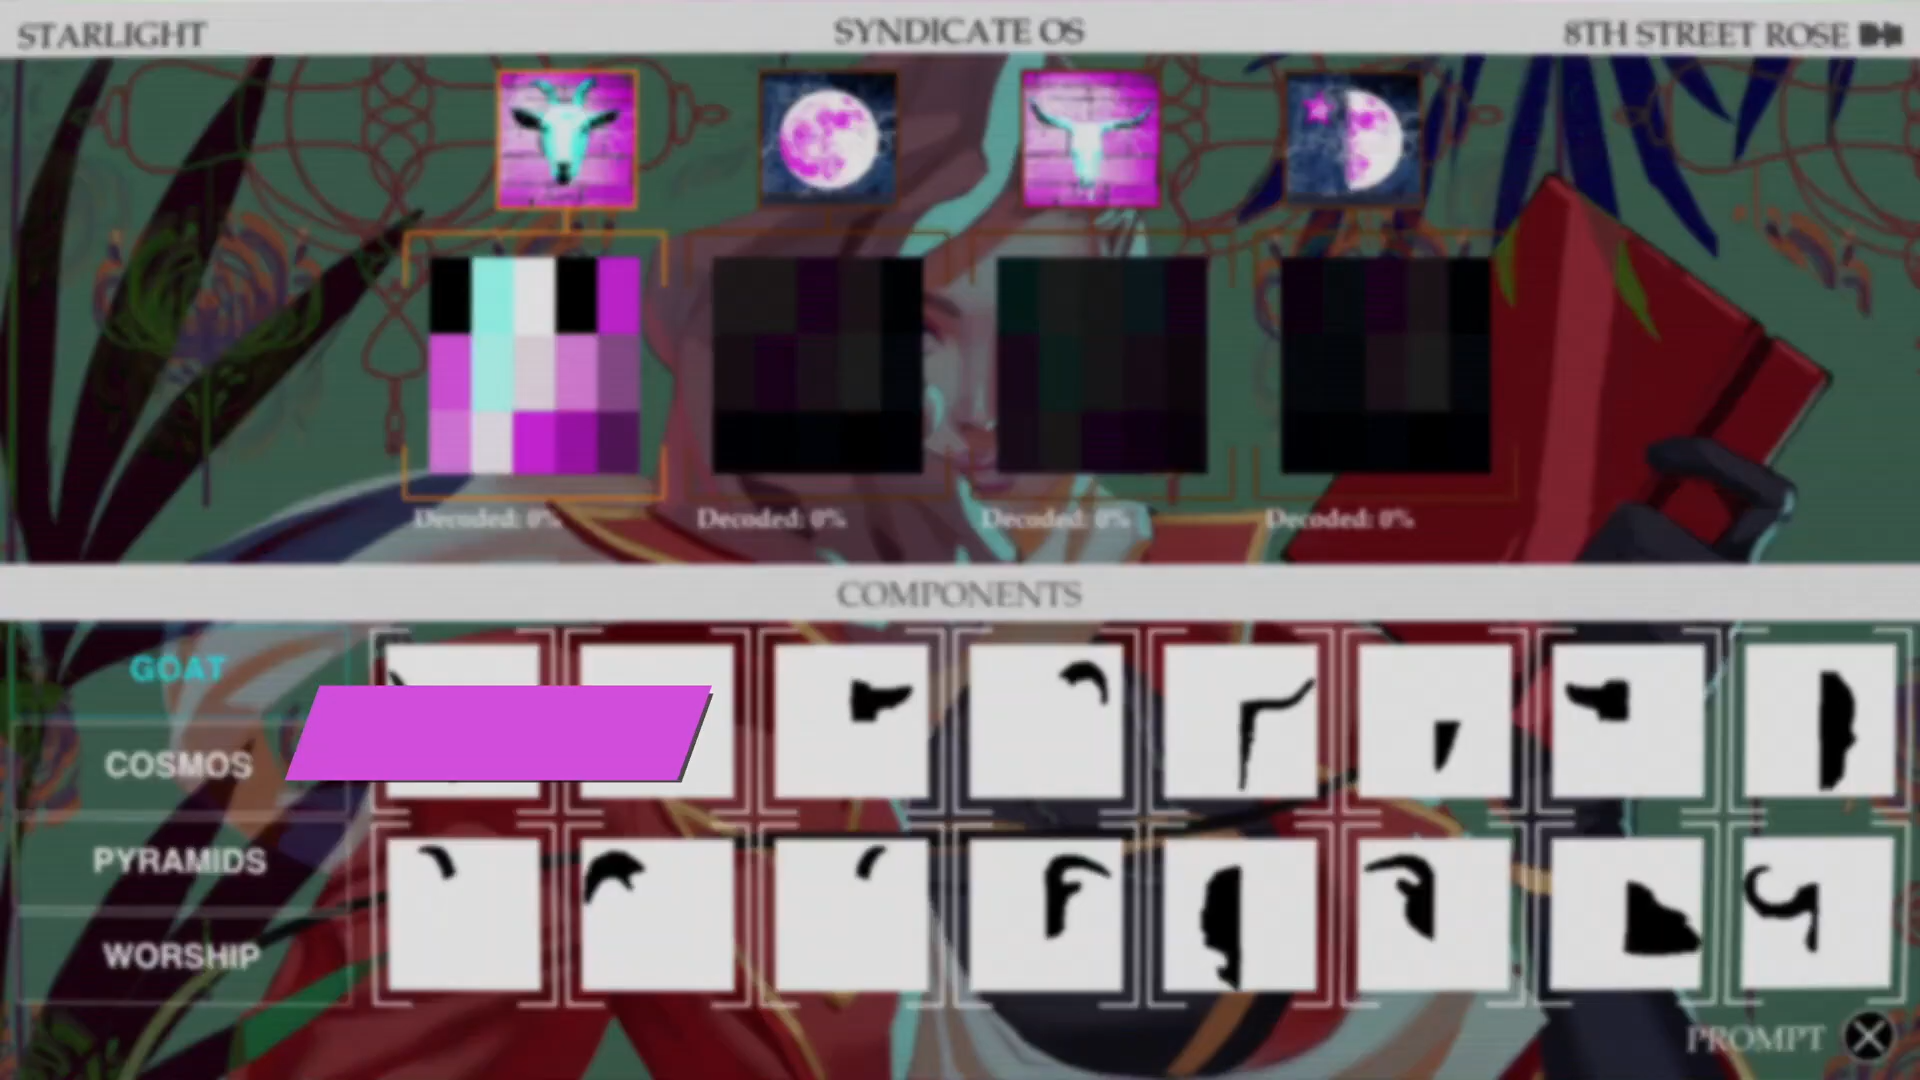 STARLIGHT
SYNDICATE OS
8TH STREET ROSE
Decoded: 0%
Decoded: 0%
Decoded: 0%
Decoded: 0%
COMPONENTS
GOAT
COSMOS
PYRAMIDS
WORSHIP
PROMPT